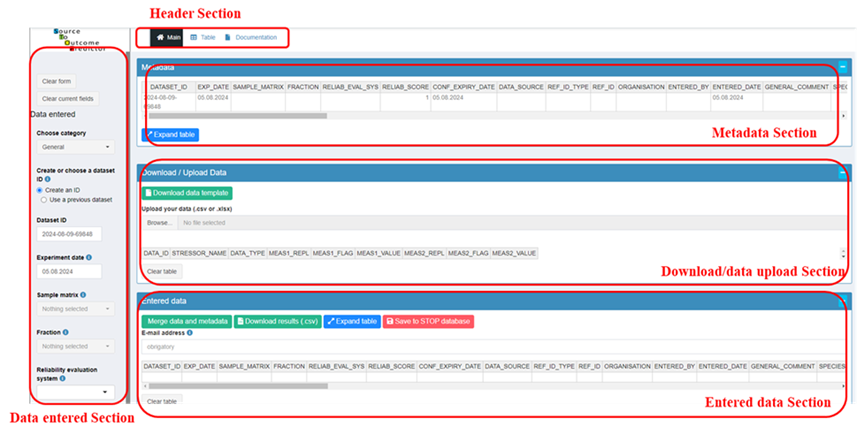 Header Section
Source
To
Outcome
Predictor
Main
Table
Documentation
Clear form
Clear current fields
Data entered
Choose category
General
Create or choose a dataset
ID
Create an ID
Use a previous dataset
Dataset ID
2024-08-09-69848
Experiment date
05.08.2024
Sample matrix
Nothing selected
Fraction
Nothing selected
Reliability evaluation
system
Data entered Section
Metadata
DATASET_ID EXP_DATE SAMPLE_MATRIX FRACTION RELIAB_EVAL_SYS RELIAB_SCORE CONF_EXPIRY_DATE DATA_SOURCE REF_ID_TYPE REF_ID ORGANISATION ENTERED_BY ENTERED_DATE GENERAL_COMMENT SPEC
2024-08-09- 05.08.2024 1 05.08.2024 05.08.2024
69848
Expand table
Metadata Section
Download / Upload Data
Download data template
Upload your data (.csv or .xlsx)
Browse... No file selected
DATA_ID STRESSOR_NAME DATA_TYPE MEAS1_REPL MEAS1_FLAG MEAS1_VALUE MEAS2_REPL MEAS2_FLAG MEAS2_VALUE
Clear table
Download/data upload Section
Entered data
Merge data and metadata Download results (.csv) Expand table Save to STOP database
E-mail address
obrigatory
DATASET_ID EXP_DATE SAMPLE_MATRIX FRACTION RELIAB_EVAL_SYS RELIAB_SCORE CONF_EXPIRY_DATE DATA_SOURCE REF_ID_TYPE REF_ID ORGANISATION ENTERED_BY ENTERED_DATE GENERAL_COMMENT SPECIES
Clear table
Entered data Section